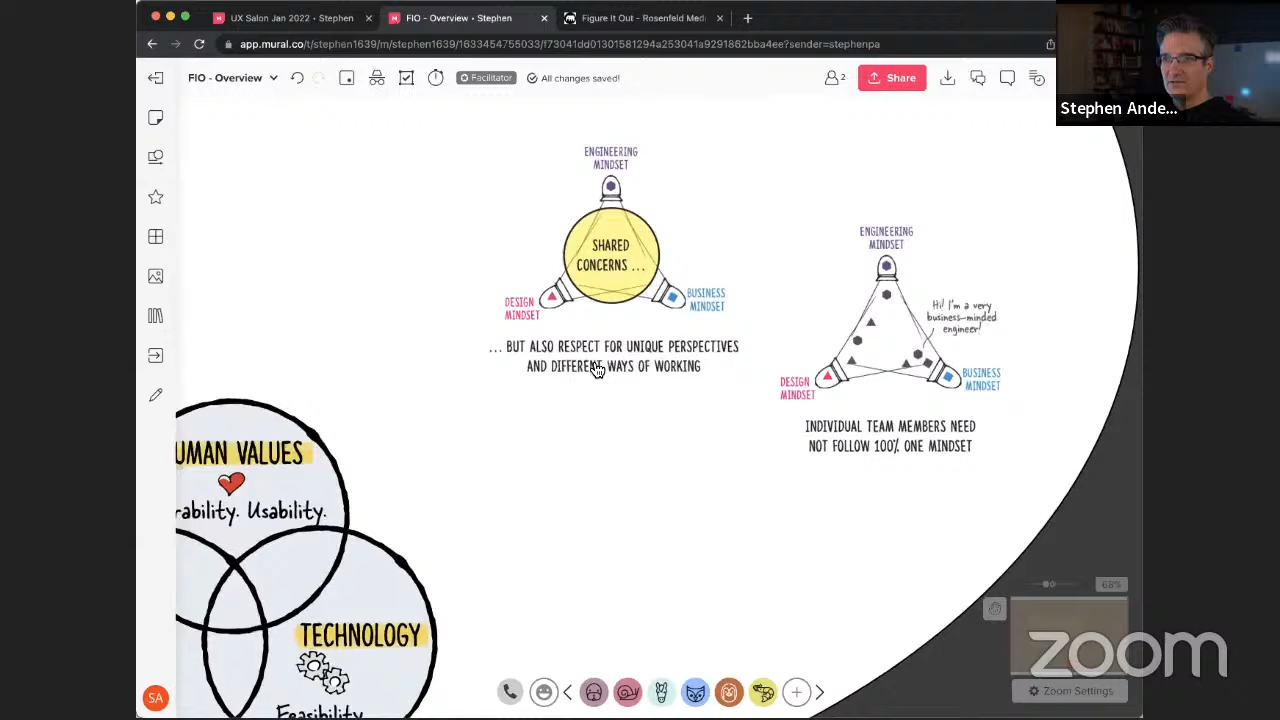 UX Salon Jan 2022 • Stephen
FIO - Overview • Stephen
Figure It Out - Rosenfeld Med
app.mural.co/t/stephen1639/m/stephen1639/1633454755033/f73041dd01301581294a253041a9291862bba4ee?sender=stephenpa
FIO - Overview
Facilitator
All changes saved!
2
Share
Stephen Ande...
ENGINEERING
MINDSET
SHARED
CONCERNS ...
DESIGN
MINDSET
BUSINESS
MINDSET
... BUT ALSO RESPECT FOR UNIQUE PERSPECTIVES
AND DIFFERENT WAYS OF WORKING
ENGINEERING
MINDSET
Hi! I'm a very
business-minded
engineer!
DESIGN
MINDSET
BUSINESS
MINDSET
INDIVIDUAL TEAM MEMBERS NEED
NOT FOLLOW 100% ONE MINDSET
UMAN VALUES
rability. Usability.
TECHNOLOGY
Feasibility
68%
zoom
Zoom Settings
SA